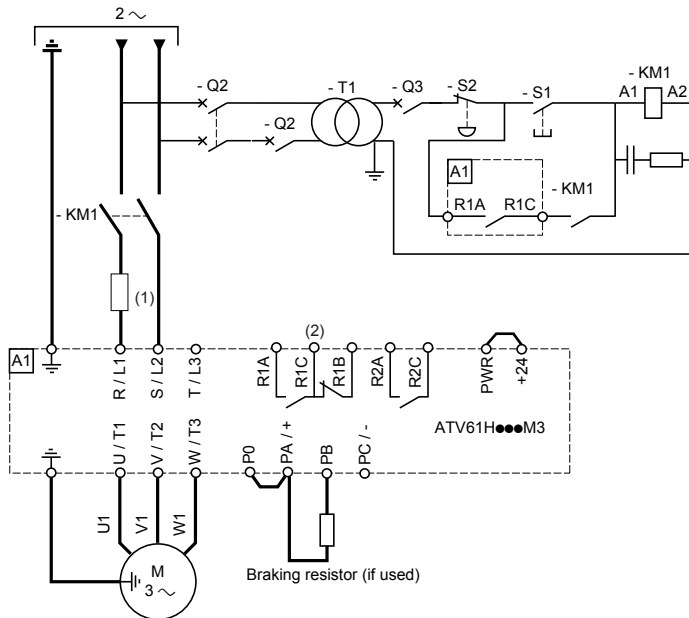 2 ~
- Q2
- T1
- Q3
- S2
- S1
- KM1
A1 A2
- Q2
A1
R1A R1C
- KM1
- KM1
(1)
(2)
A1
R / L1
S / L2
T / L3
R1A
R1C
R1B
R2A
R2C
PWR
+24
ATV61H●●●M3
U / T1
V / T2
W / T3
P0
PA / +
PB
PC / -
U1
V1
W1
M
3 ~
Braking resistor (if used)